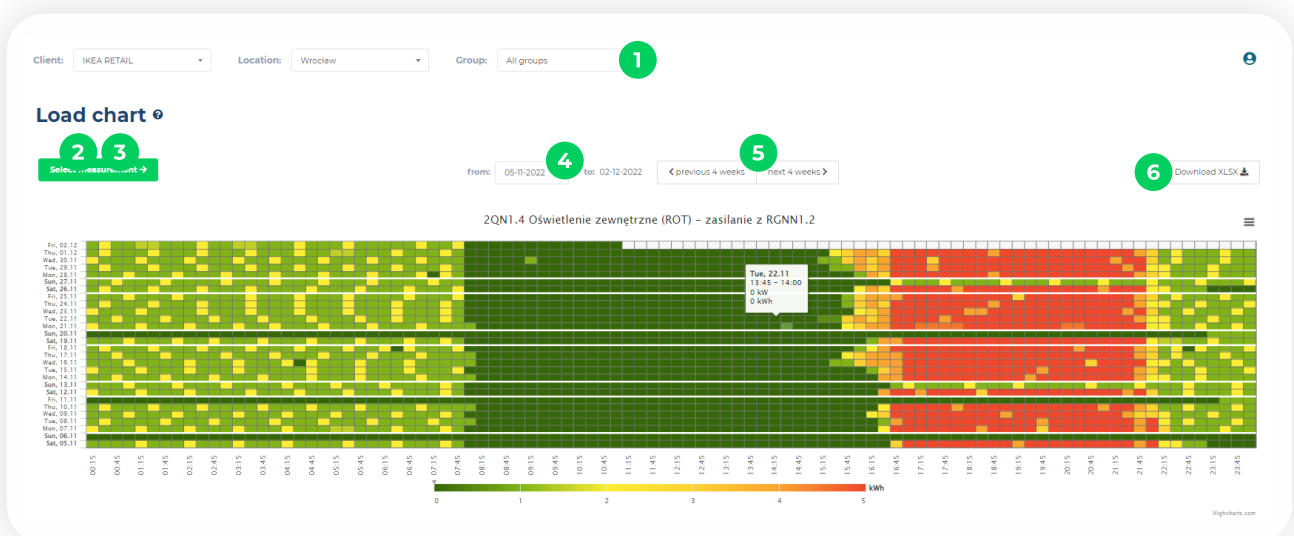 Client: IKEA RETAIL Location: Wrocław Group: All groups 1
Load chart ?
2 3
Select measurement → from: 05-11-2022 4 to: 02-12-2022 previous 4 weeks 5 next 4 weeks 6 Download XLSX
2QN1.4 Oświetlenie zewnętrzne (ROT) – zasilanie z RGNN1.2
Fri, 02.12
Thu, 01.12
Wed, 30.11
Tue, 29.11
Mon, 28.11
Sun, 27.11
Sat, 26.11
Fri, 25.11
Thu, 24.11
Wed, 23.11
Tue, 22.11
Mon, 21.11
Sun, 20.11
Sat, 19.11
Fri, 18.11
Thu, 17.11
Wed, 16.11
Tue, 15.11
Mon, 14.11
Sun, 13.11
Sat, 12.11
Fri, 11.11
Thu, 10.11
Wed, 09.11
Tue, 08.11
Mon, 07.11
Sun, 06.11
Sat, 05.11
Tue, 22.11
13:45 – 14:00
0 kW
0 kWh
00:15 00:45 01:15 01:45 02:15 02:45 03:15 03:45 04:15 04:45 05:15 05:45 06:15 06:45 07:15 07:45 08:15 08:45 09:15 09:45 10:15 10:45 11:15 11:45 12:15 12:45 13:15 13:45 14:15 14:45 15:15 15:45 16:15 16:45 17:15 17:45 18:15 18:45 19:15 19:45 20:15 20:45 21:15 21:45 22:15 22:45 23:15 23:45
kWh
0 1 2 3 4 5
Highcharts.com